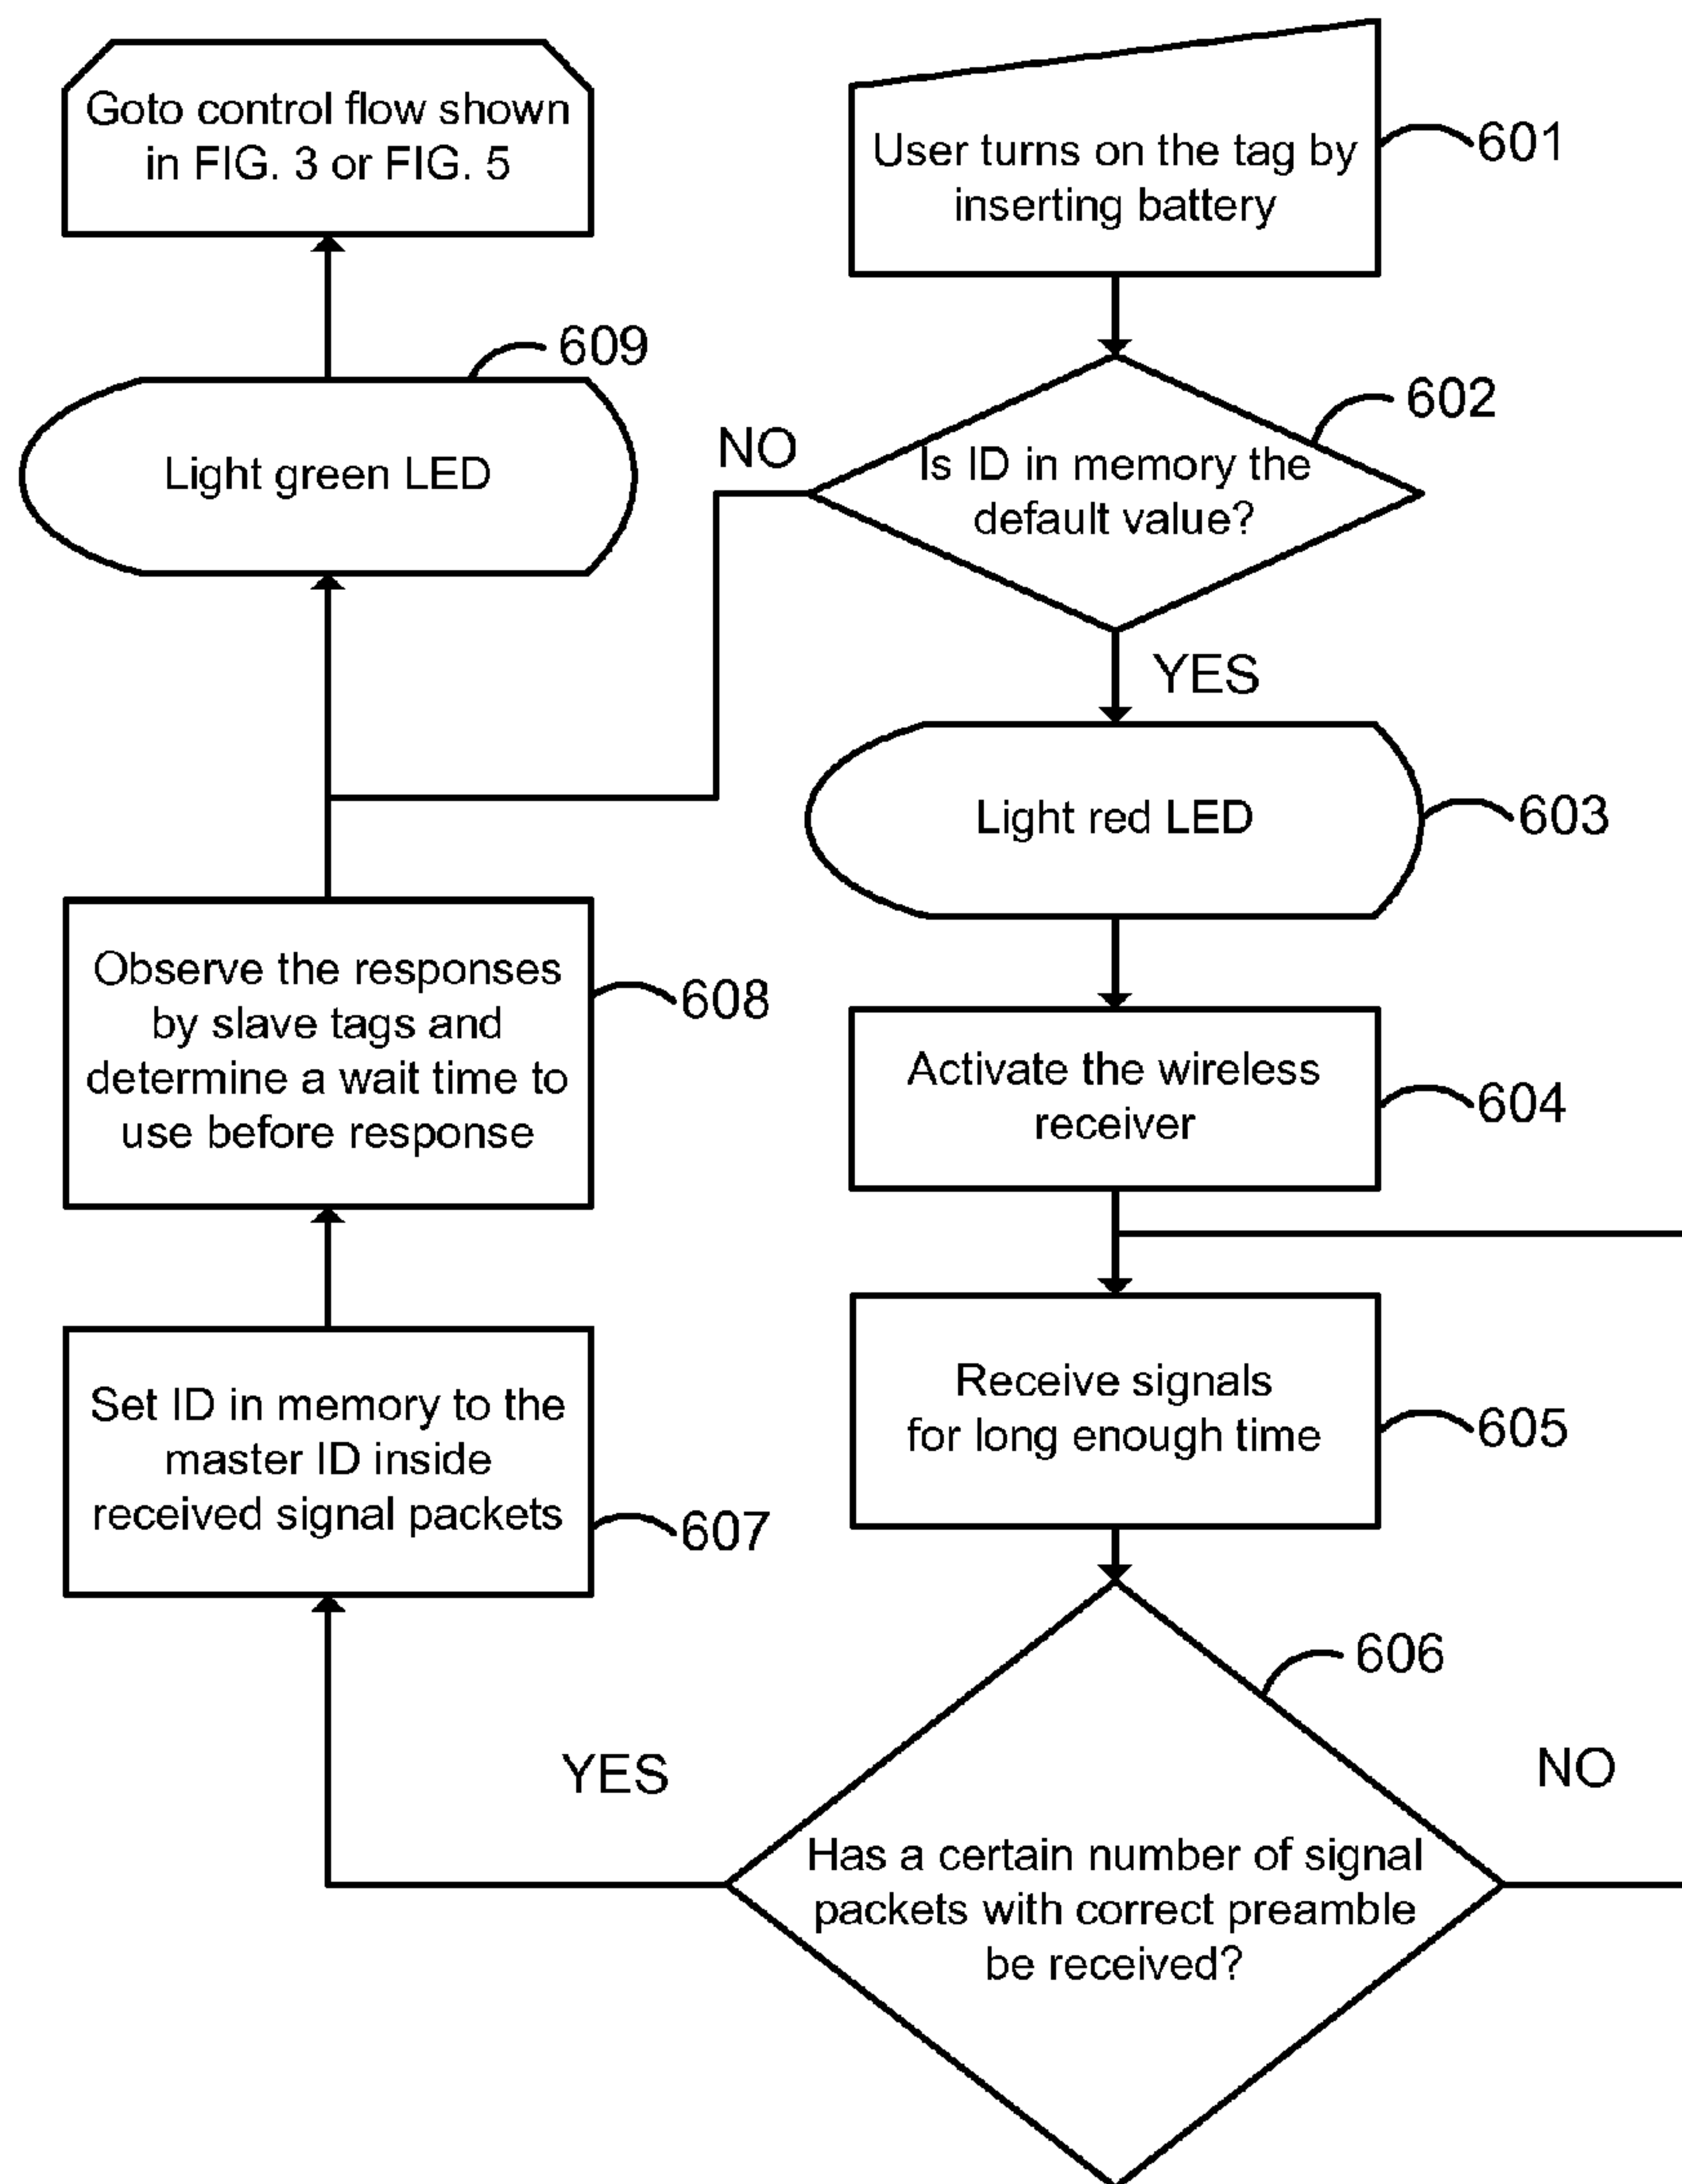 Goto control flow shown
in FIG. 3 or FIG. 5
User turns on the tag by
inserting battery
601
609
Light green LED
602
NO
Is ID in memory the
default value?
YES
Light red LED
603
Observe the responses
by slave tags and
determine a wait time to
use before response
608
Activate the wireless
receiver
604
Set ID in memory to the
master ID inside
received signal packets
607
Receive signals
for long enough time
605
606
YES
NO
Has a certain number of signal
packets with correct preamble
be received?